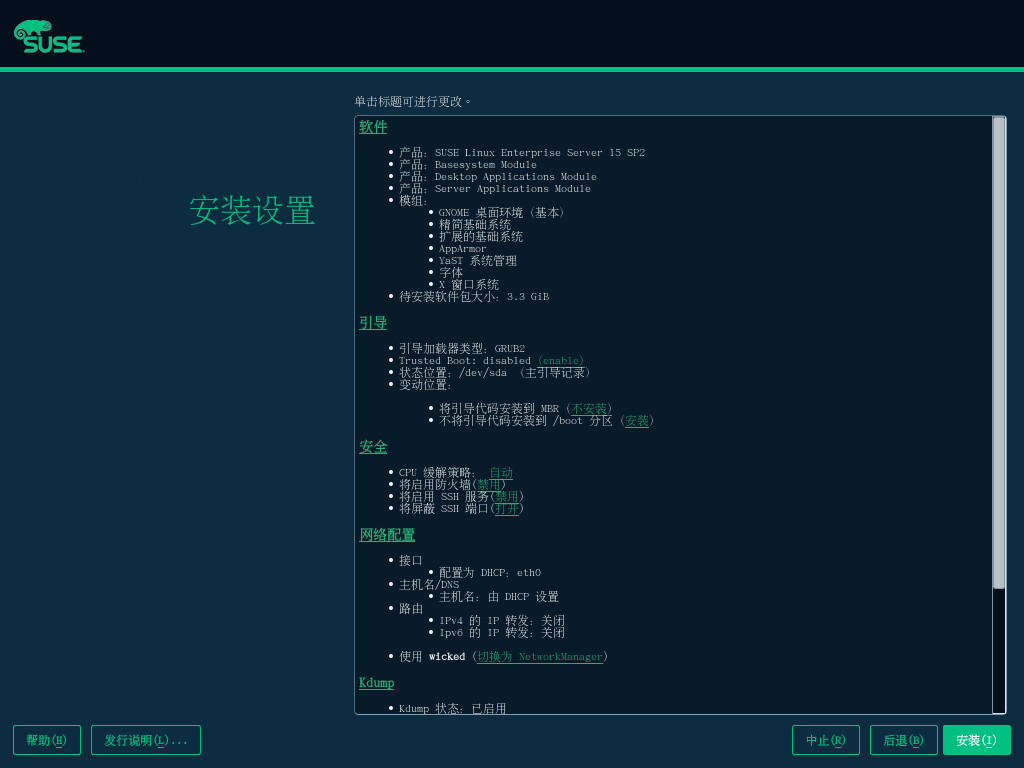 SUSE
单击标题可进行更改。
安装设置
软件
产品：SUSE Linux Enterprise Server 15 SP2
产品：Basesystem Module
产品：Desktop Applications Module
产品：Server Applications Module
模组：
GNOME 桌面环境（基本）
精简基础系统
扩展的基础系统
AppArmor
YaST 系统管理
字体
X 窗口系统
待安装软件包大小：3.3 GiB
引导
引导加载器类型：GRUB2
Trusted Boot: disabled (enable)
状态位置：/dev/sda （主引导记录）
变动位置：
将引导代码安装到 MBR (不安装)
不将引导代码安装到 /boot 分区 (安装)
安全
CPU 缓解策略： 自动
将启用防火墙(禁用)
将启用 SSH 服务(禁用)
将屏蔽 SSH 端口(打开)
网络配置
接口
配置为 DHCP：eth0
主机名/DNS
主机名：由 DHCP 设置
路由
IPv4 的 IP 转发：关闭
Ipv6 的 IP 转发：关闭
使用 wicked (切换为 NetworkManager)
Kdump
Kdump 状态：已启用
帮助(H)
发行说明(L)...
中止(R)
后退(B)
安装(I)